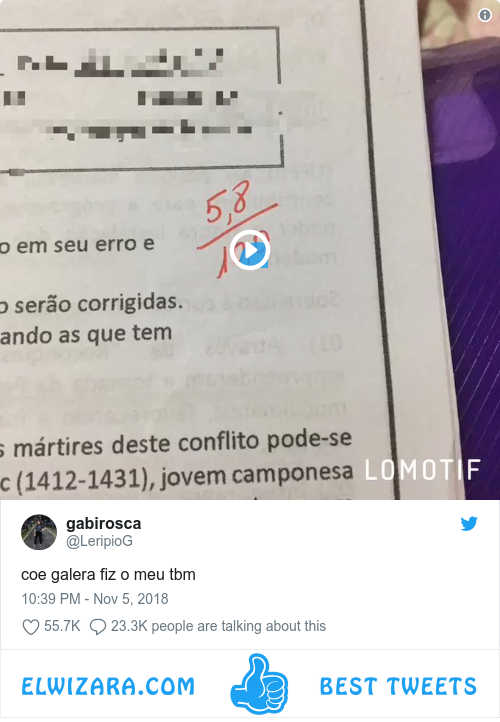 5,8
o em seu erro e
o serão corrigidas.
ando as que tem
s mártires deste conflito pode-se
c (1412-1431), jovem camponesa
LOMOTIF
gabirosca
@LeripioG
coe galera fiz o meu tbm
10:39 PM - Nov 5, 2018
55.7K 23.3K people are talking about this
ELWIZARA.COM BEST TWEETS